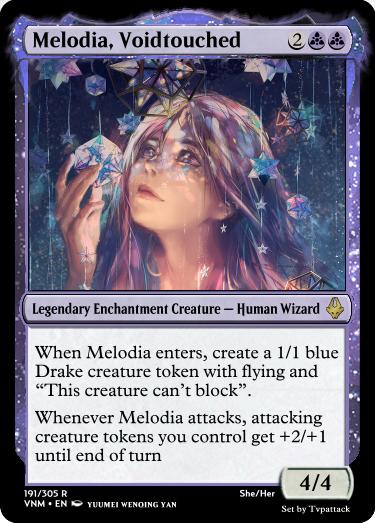 Melodia, Voidtouched 2
Legendary Enchantment Creature — Human Wizard
When Melodia enters, create a 1/1 blue
Drake creature token with flying and
“This creature can't block”.
Whenever Melodia attacks, attacking
creature tokens you control get +2/+1
until end of turn
4/4
191/305 R
VNM • EN YUUMEI WENQING YAN
She/Her
Set by Tvpattack